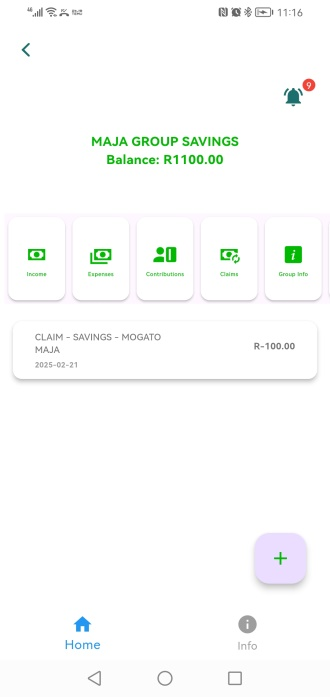 11:16
9
MAJA GROUP SAVINGS
Balance: R1100.00
Income
Expenses
Contributions
Claims
Group Info
CLAIM - SAVINGS - MOGATO
MAJA
R-100.00
2025-02-21
+
Home
Info